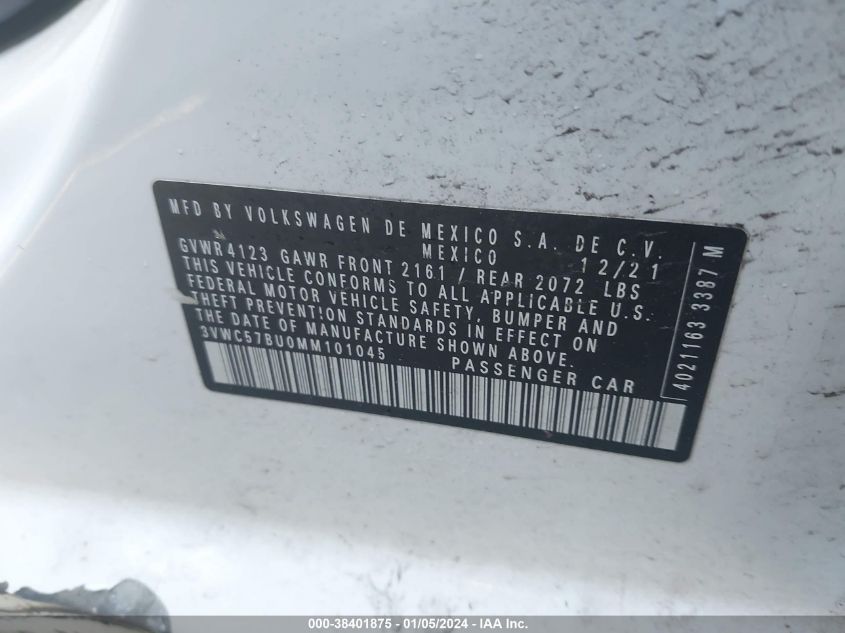 MFD BY VOLKSWAGEN DE MEXICO S.A. DE C.V.
MEXICO 12/21
GVWR 4123 GAWR FRONT 2161 / REAR 2072 LBS
THIS VEHICLE CONFORMS TO ALL APPLICABLE U.S.
FEDERAL MOTOR VEHICLE SAFETY, BUMPER AND
THEFT PREVENTION STANDARDS IN EFFECT ON
THE DATE OF MANUFACTURE SHOWN ABOVE.
3VWC57BU0MM101045 PASSENGER CAR
4021163 3387 M
000-38401875 - 01/05/2024 - IAA Inc.